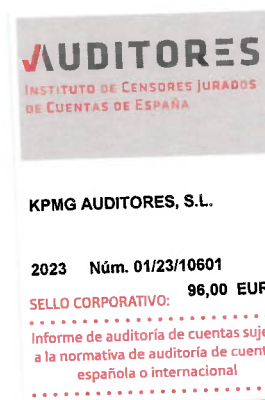 AUDITORES
INSTITUTO DE CENSORES JURADOS
DE CUENTAS DE ESPAÑA
KPMG AUDITORES, S.L.
2023 Núm. 01/23/10601
SELLO CORPORATIVO: 96,00 EUR
Informe de auditoría de cuentas suje
a la normativa de auditoría de cuent
española o internacional